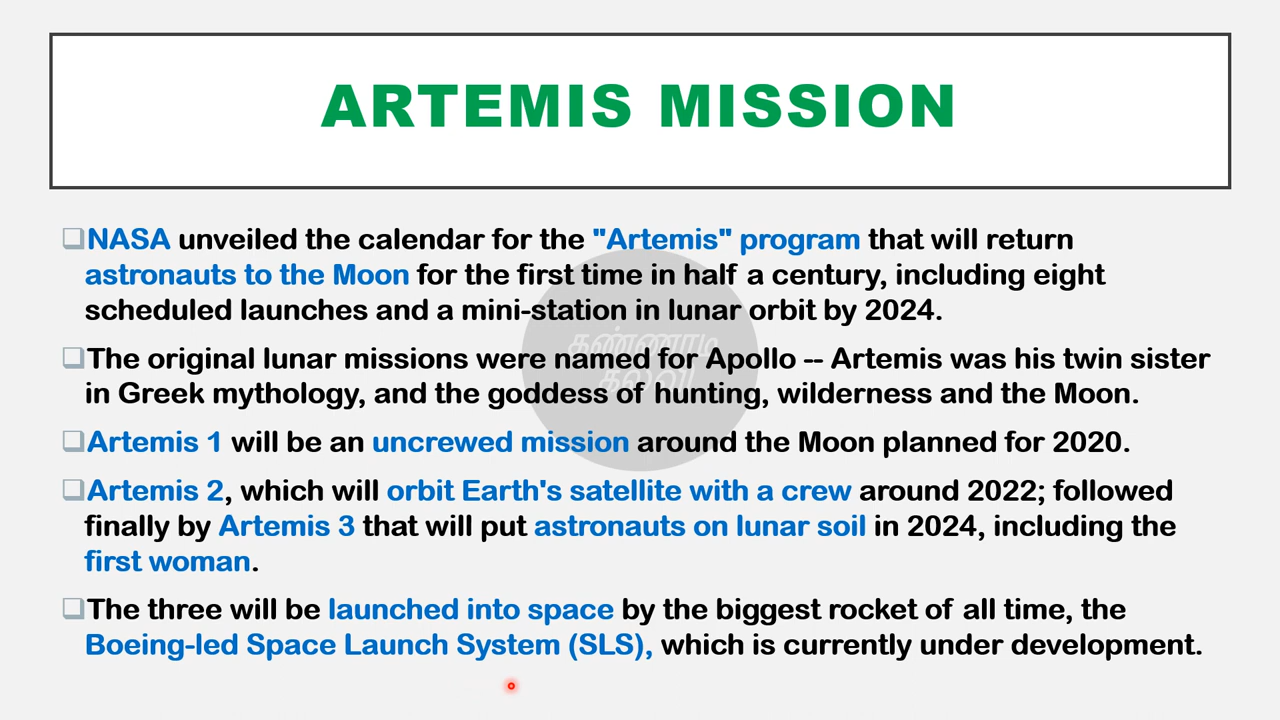 ARTEMIS MISSION
NASA unveiled the calendar for the "Artemis" program that will return
astronauts to the Moon for the first time in half a century, including eight
scheduled launches and a mini-station in lunar orbit by 2024.
The original lunar missions were named for Apollo -- Artemis was his twin sister
in Greek mythology, and the goddess of hunting, wilderness and the Moon.
Artemis 1 will be an uncrewed mission around the Moon planned for 2020.
Artemis 2, which will orbit Earth's satellite with a crew around 2022; followed
finally by Artemis 3 that will put astronauts on lunar soil in 2024, including the
first woman.
The three will be launched into space by the biggest rocket of all time, the
Boeing-led Space Launch System (SLS), which is currently under development.